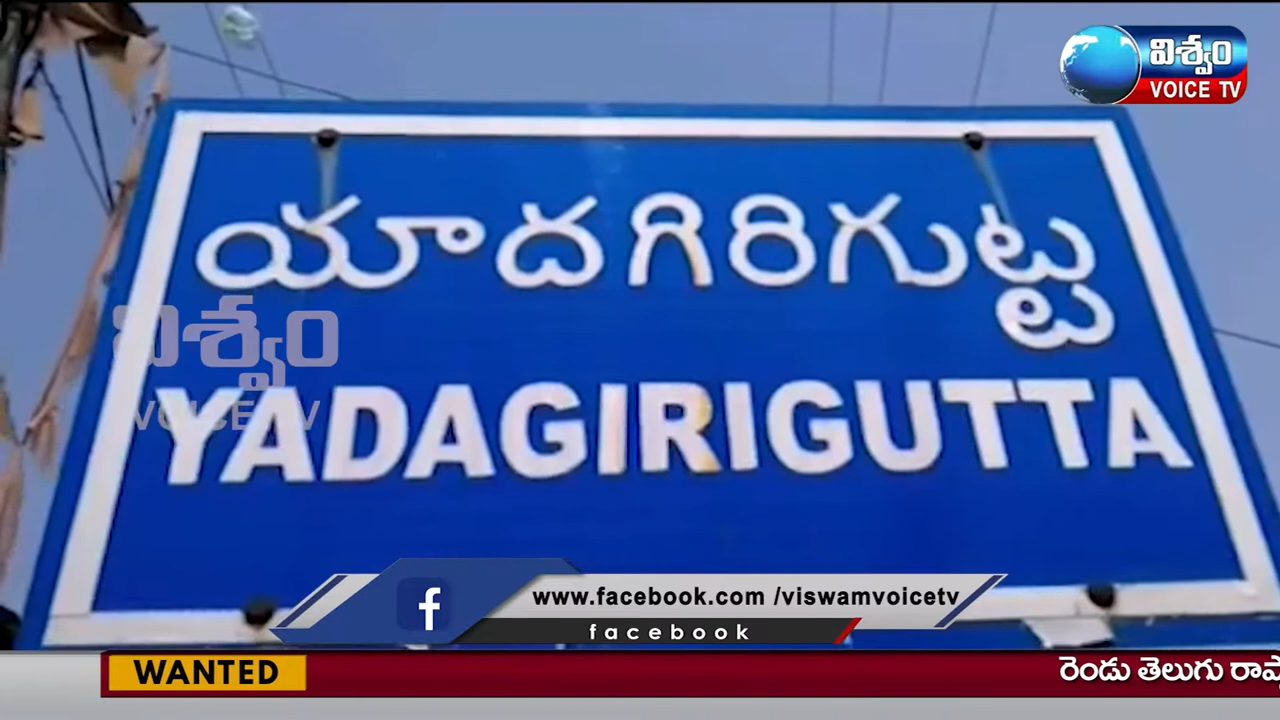 విశ్వం
VOICE TV
యాదగిరిగుట్ట
విశ్వం
VOICE TV
YADAGIRIGUTTA
www.facebook.com /viswamvoicetv
facebook
WANTED
రెండు తెలుగు